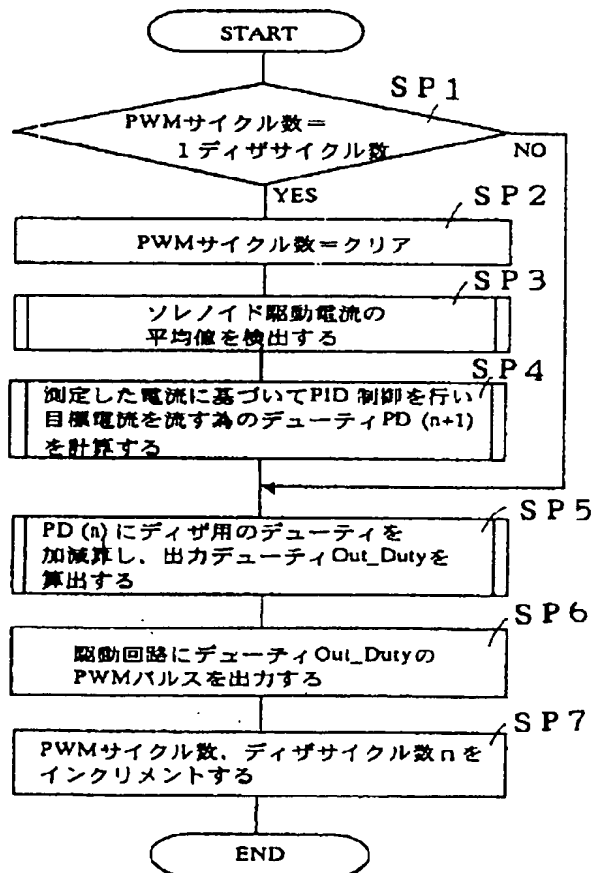 START
SP1
PWMサイクル数＝
1ディザサイクル数
NO
YES
SP2
PWMサイクル数＝クリア
SP3
ソレノイド駆動電流の
平均値を検出する
SP4
測定した電流に基づいてPID制御を行い
目標電流を流す為のデューティPD (n+1)
を計算する
SP5
PD (n) にディザ用のデューティを
加減算し、出力デューティOut_Dutyを
算出する
SP6
駆動回路にデューティOut_Dutyの
PWMパルスを出力する
SP7
PWMサイクル数、ディザサイクル数nを
インクリメントする
END